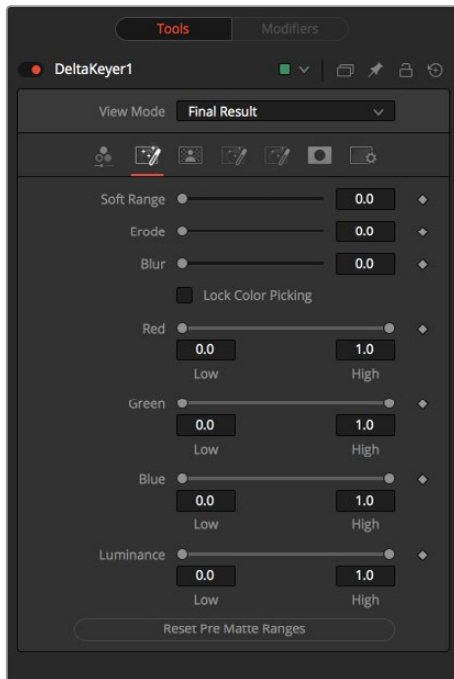 Tools Modifiers
DeltaKeyer1
View Mode Final Result
Soft Range 0.0
Erode 0.0
Blur 0.0
Lock Color Picking
Red
0.0 1.0
Low High
Green
0.0 1.0
Low High
Blue
0.0 1.0
Low High
Luminance
0.0 1.0
Low High
Reset Pre Matte Ranges